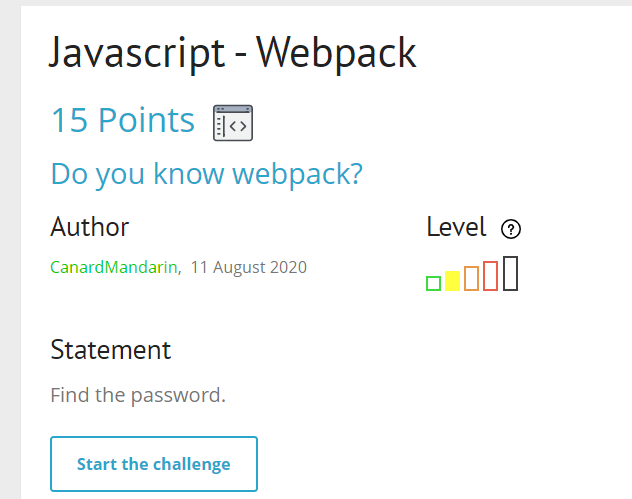 Javascript - Webpack
15 Points
Do you know webpack?
Author
Level ?
CanardMandarin, 11 August 2020
Statement
Find the password.
Start the challenge